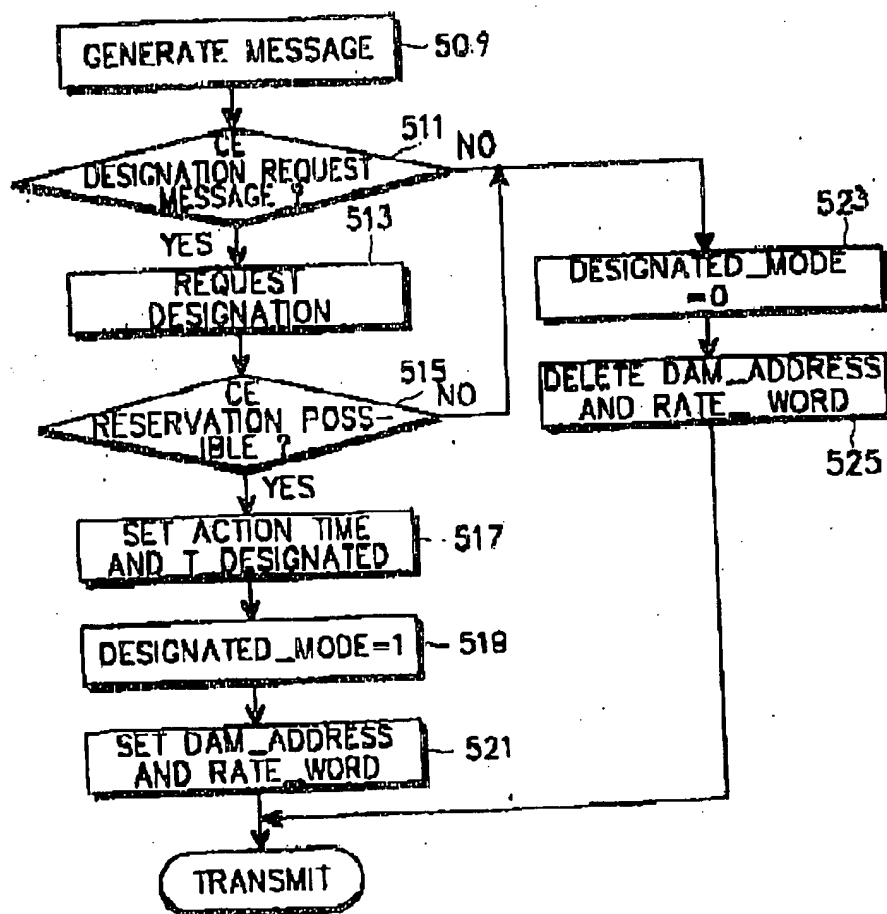 GENERATE MESSAGE
509
CE
DESIGNATION REQUEST
MESSAGE ?
511
NO
YES
513
REQUEST
DESIGNATION
CE
RESERVATION POSS-
IBLE ?
515
NO
YES
SET ACTION TIME
AND T DESIGNATED
517
DESIGNATED_MODE=1
519
SET DAM_ADDRESS
AND RATE_WORD
521
TRANSMIT
523
DESIGNATED_MODE
=0
DELETE DAM_ADDRESS
AND RATE_ WORD
525